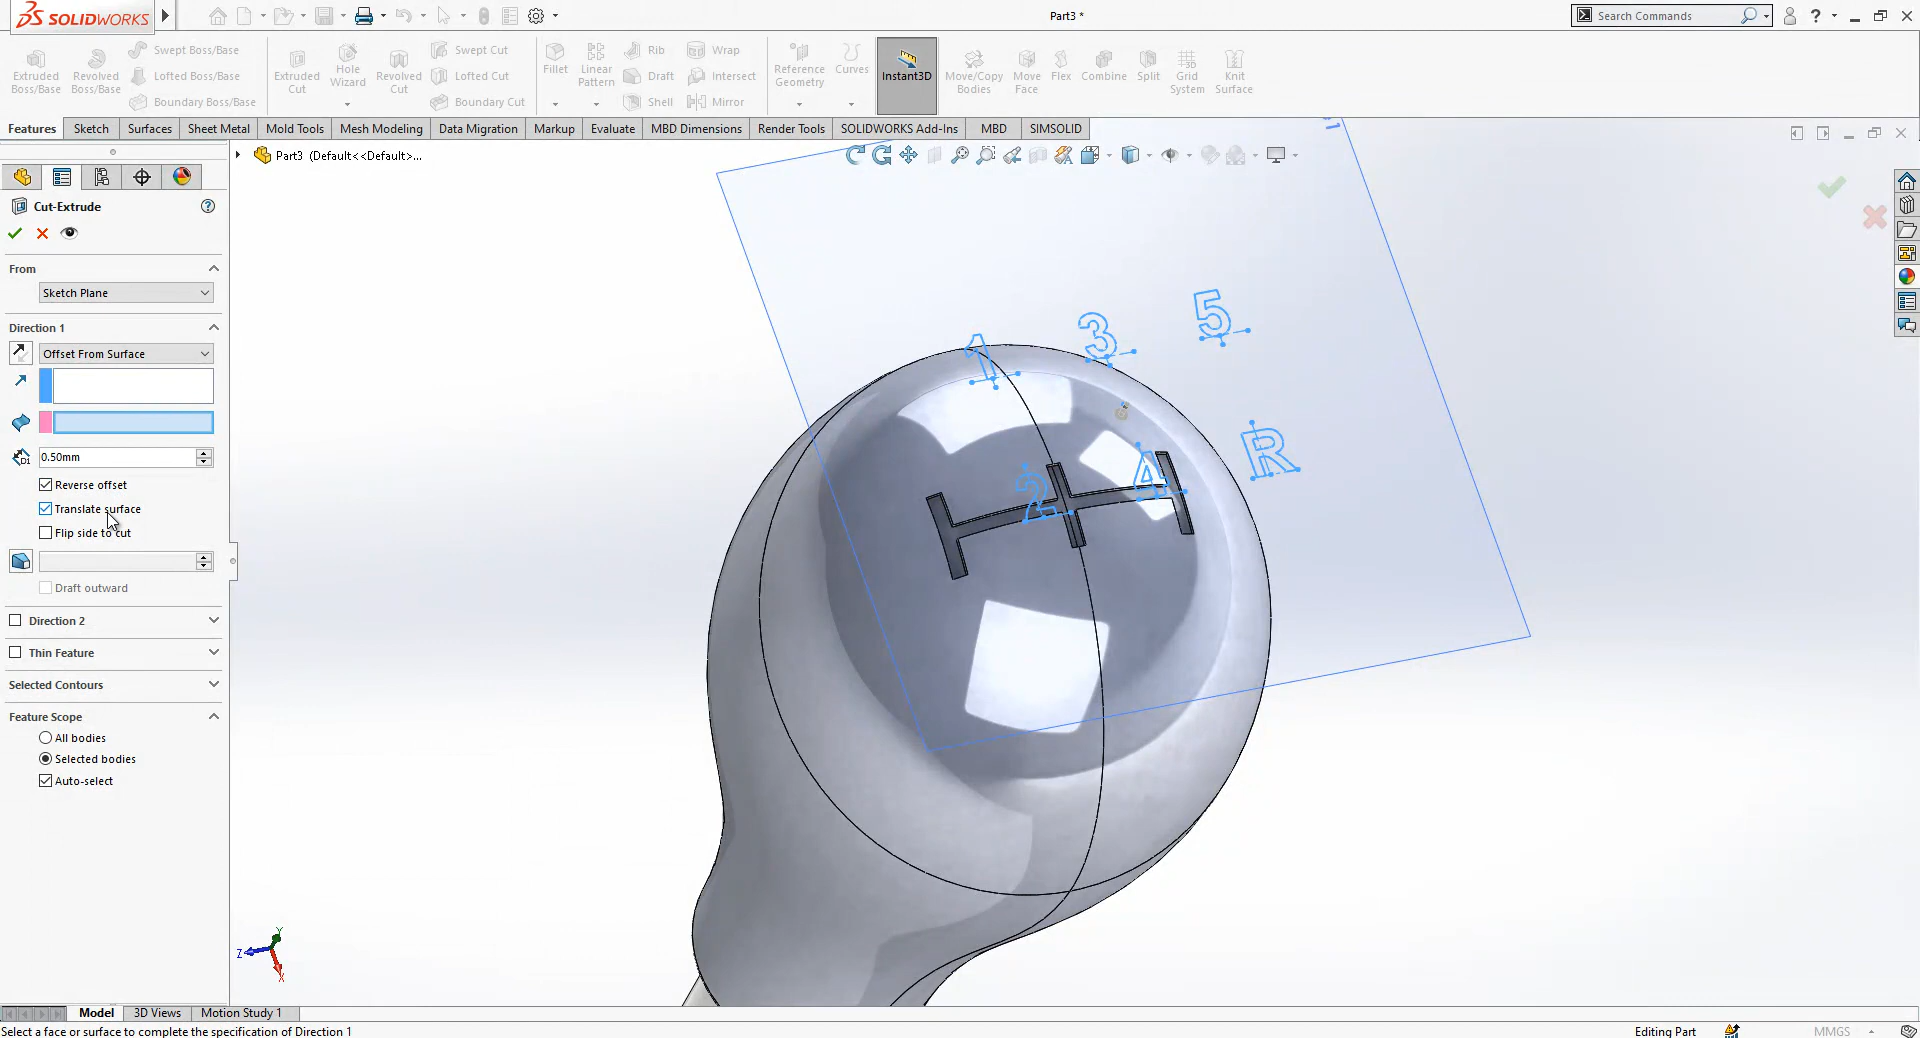 SOLIDWORKS
Part3 *
Search Commands
Extruded Boss/Base
Revolved Boss/Base
Swept Boss/Base
Lofted Boss/Base
Boundary Boss/Base
Extruded Cut
Hole Wizard
Revolved Cut
Swept Cut
Lofted Cut
Boundary Cut
Fillet
Linear Pattern
Rib
Draft
Shell
Wrap
Intersect
Mirror
Reference Geometry
Curves
Instant3D
Move/Copy Bodies
Move Face
Flex
Combine
Split
Grid System
Knit Surface
Features
Sketch
Surfaces
Sheet Metal
Mold Tools
Mesh Modeling
Data Migration
Markup
Evaluate
MBD Dimensions
Render Tools
SOLIDWORKS Add-Ins
MBD
SIMSOLID
Part3 (Default<<Default>...
Cut-Extrude
From
Sketch Plane
Direction 1
Offset From Surface
D1
0.50mm
Reverse offset
Translate surface
Flip side to cut
Draft outward
Direction 2
Thin Feature
Selected Contours
Feature Scope
All bodies
Selected bodies
Auto-select
1
3
5
2
4
R
Y
Z
X
Model
3D Views
Motion Study 1
Select a face or surface to complete the specification of Direction 1
Editing Part
MMGS